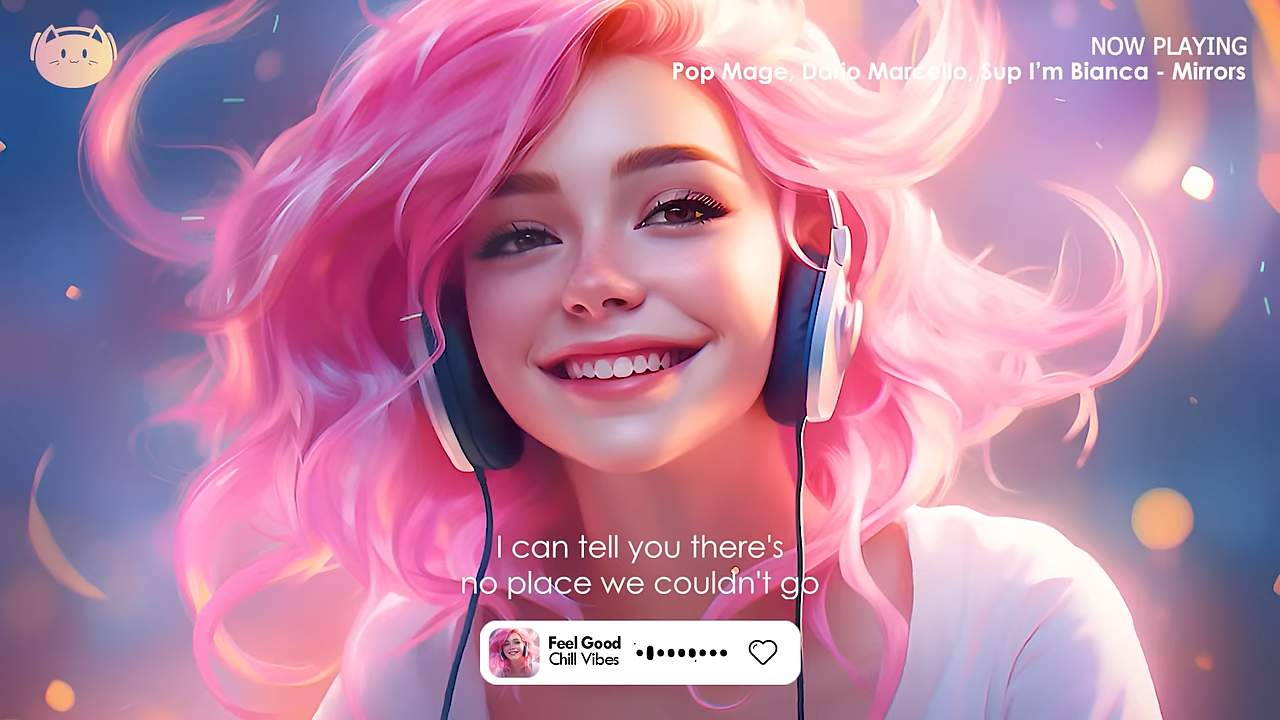 NOW PLAYING
Pop Mage, Dario Marcello, Sup I'm Bianca - Mirrors
I can tell you there's
no place we couldn't go
Feel Good
Chill Vibes